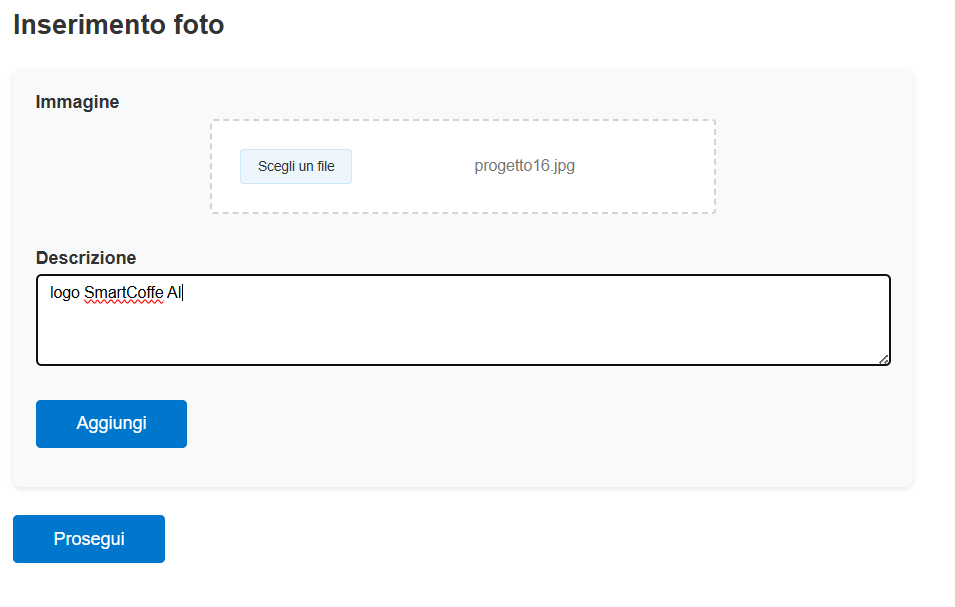 Inserimento foto
Immagine
Scegli un file
progetto16.jpg
Descrizione
logo SmartCoffe AI
Aggiungi
Prosegui